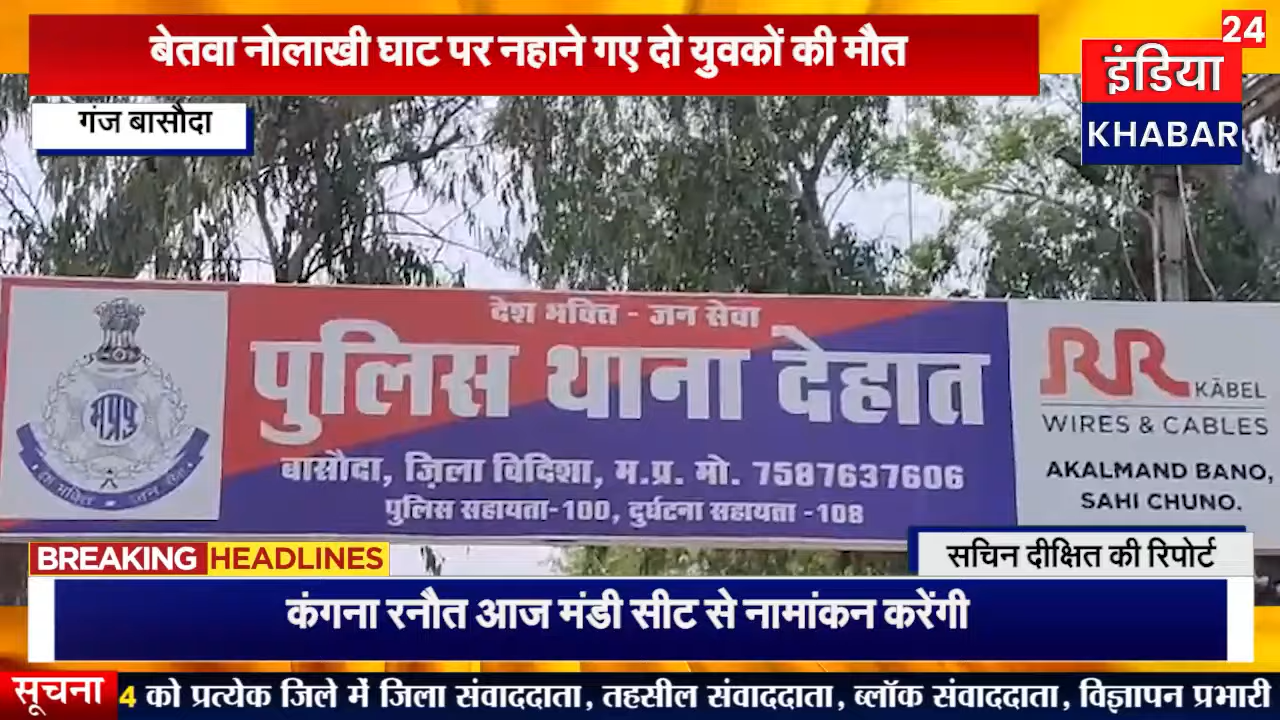 24
बेतवा नोलाखी घाट पर नहाने गए दो युवकों की मौत
इंडिया
KHABAR
गंज बासौदा
देश भक्ति - जन सेवा
पुलिस थाना देहात
बासौदा, ज़िला विदिशा, म.प्र. मो. 7587637606
पुलिस सहायता-100, दुर्घटना सहायत्ता -108
मप्रपु
RR KABEL
WIRES & CABLES
AKALMAND BANO,
SAHI CHUNO.
BREAKING HEADLINES
सचिन दीक्षित की रिपोर्ट
कंगना रनौत आज मंडी सीट से नामांकन करेंगी
सूचना 4 को प्रत्येक जिले में जिला संवाददाता, तहसील संवाददाता, ब्लॉक संवाददाता, विज्ञापन प्रभारी